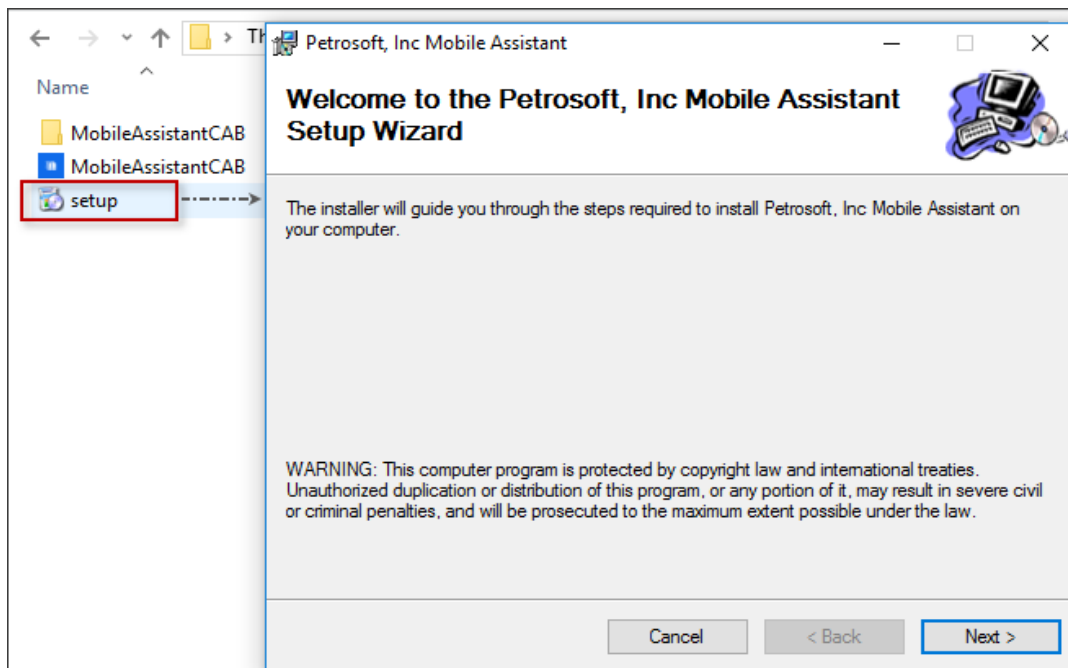 Th
Petrosoft, Inc Mobile Assistant
Name
MobileAssistantCAB
MobileAssistantCAB
setup
Welcome to the Petrosoft, Inc Mobile Assistant
Setup Wizard
The installer will guide you through the steps required to install Petrosoft, Inc Mobile Assistant on
your computer.
WARNING: This computer program is protected by copyright law and international treaties.
Unauthorized duplication or distribution of this program, or any portion of it, may result in severe civil
or criminal penalties, and will be prosecuted to the maximum extent possible under the law.
Cancel
< Back
Next >